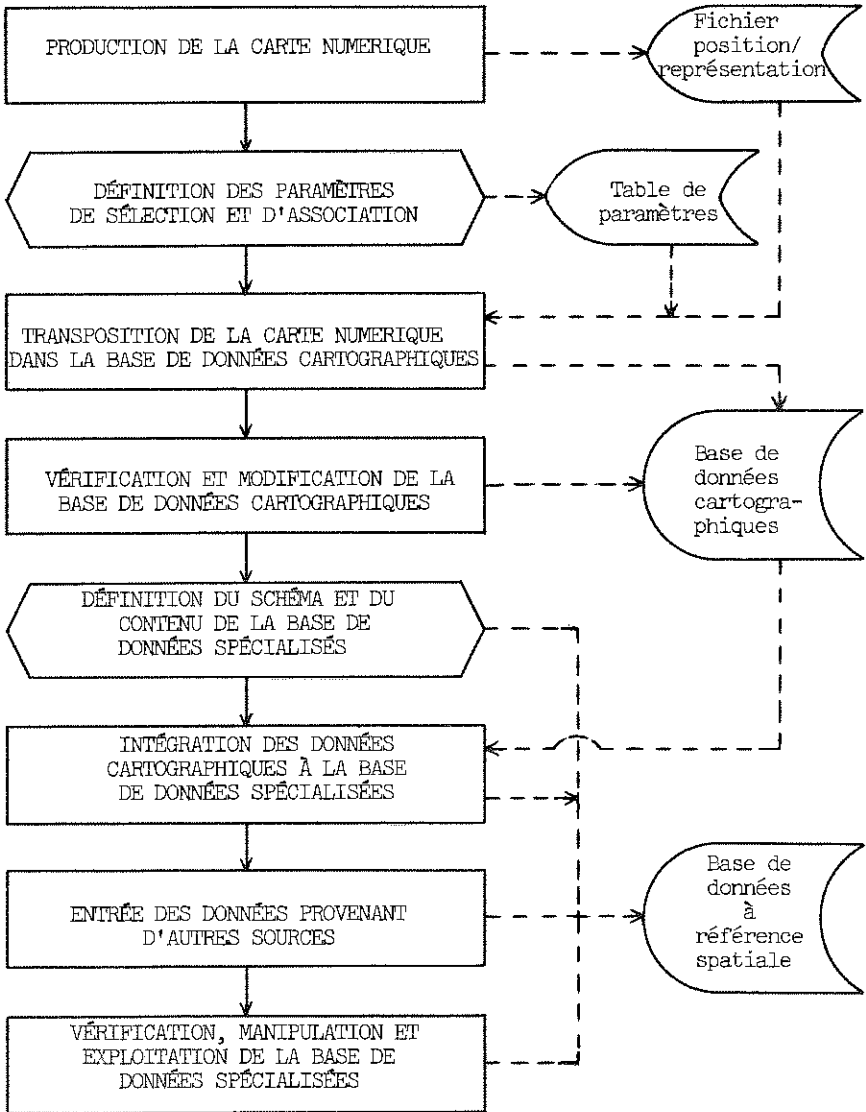 PRODUCTION DE LA CARTE NUMERIQUE
Fichier
position/
représentation
DÉFINITION DES PARAMÈTRES
DE SÉLECTION ET D'ASSOCIATION
Table de
paramètres
TRANSPOSITION DE LA CARTE NUMERIQUE
DANS LA BASE DE DONNÉES CARTOGRAPHIQUES
VÉRIFICATION ET MODIFICATION DE LA
BASE DE DONNÉES CARTOGRAPHIQUES
Base de
données
cartogra-
phiques
DÉFINITION DU SCHÉMA ET DU
CONTENU DE LA BASE DE
DONNÉES SPÉCIALISÉS
INTÉGRATION DES DONNÉES
CARTOGRAPHIQUES À LA BASE
DE DONNÉES SPÉCIALISÉES
ENTRÉE DES DONNÉES PROVENANT
D'AUTRES SOURCES
Base de
données
à
référence
spatiale
VÉRIFICATION, MANIPULATION ET
EXPLOITATION DE LA BASE DE
DONNÉES SPÉCIALISÉES